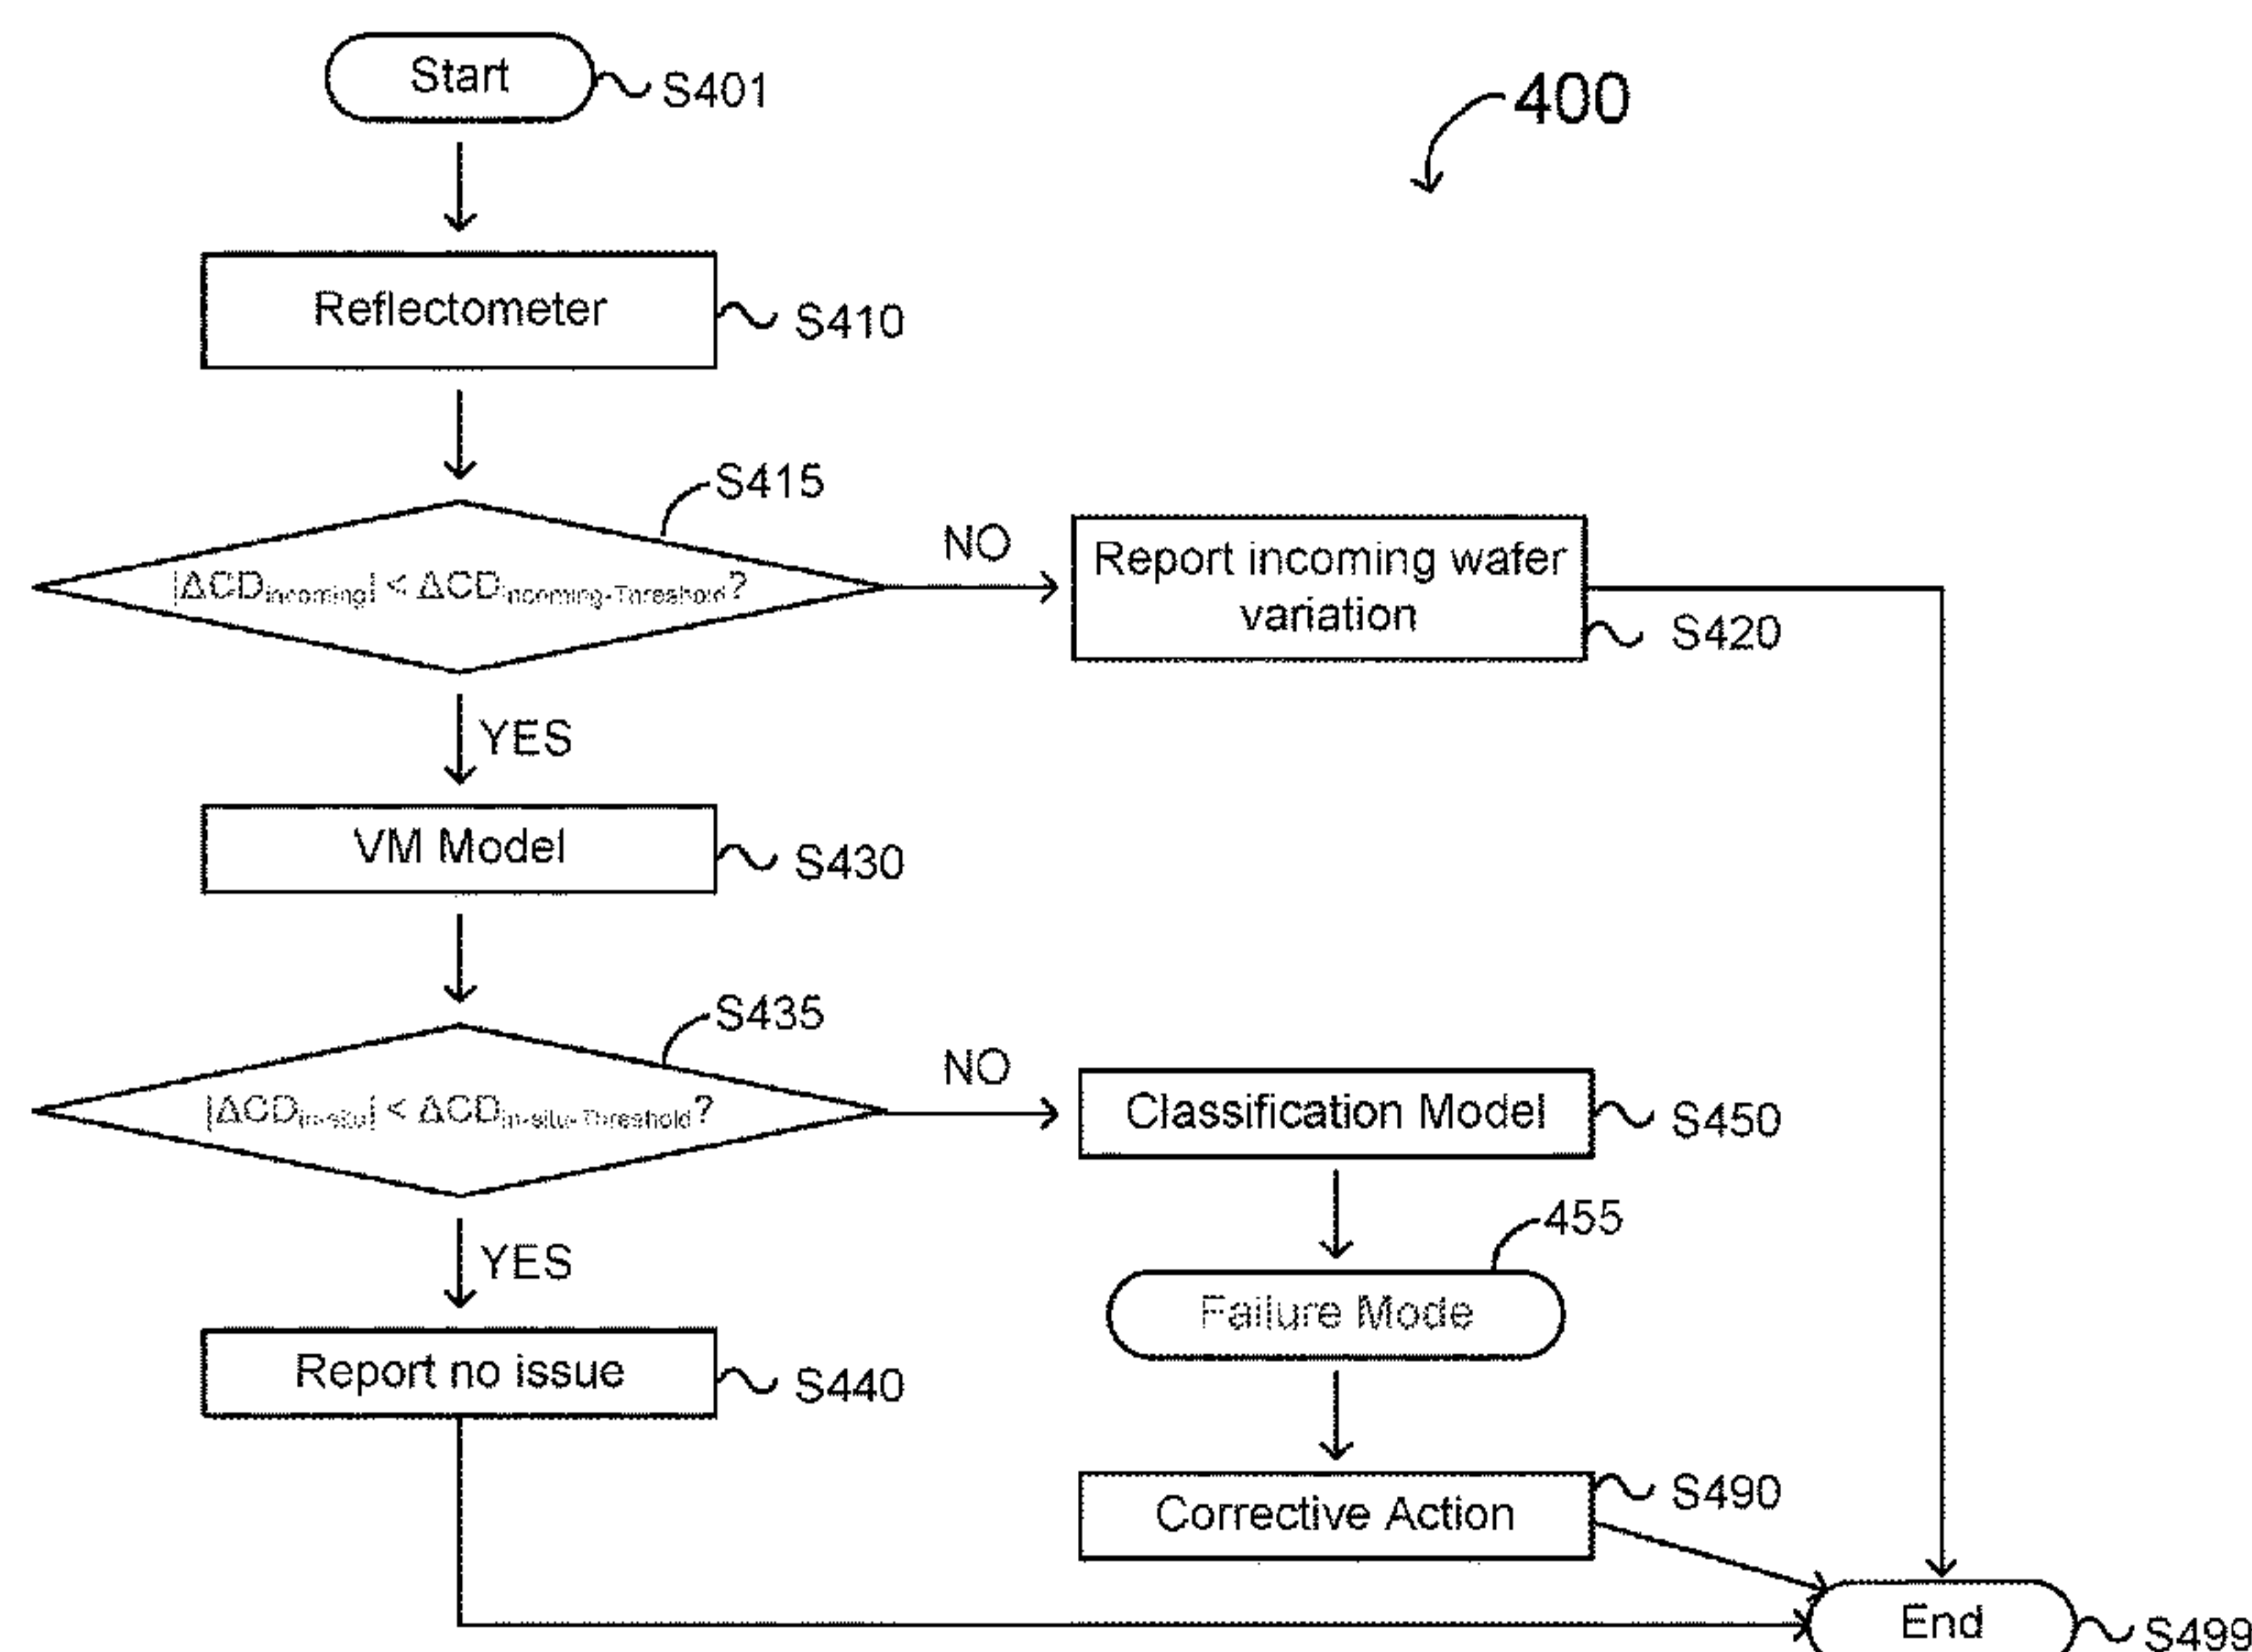 Start
S401
400
Reflectometer
S410
S415
|ΔCDincoming| < ΔCDincoming-Threshold?
NO
Report incoming wafer
variation
S420
YES
VM Model
S430
S435
|ΔCDin-situ| < ΔCDin-situ-Threshold?
NO
Classification Model
S450
455
YES
Failure Mode
Report no issue
S440
Corrective Action
S490
End
S499